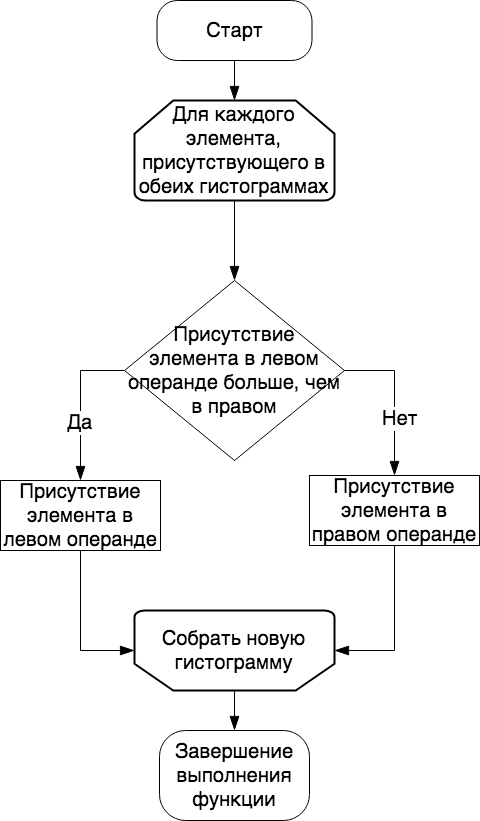 Старт
Для каждого
элемента,
присутствующего в
обеих гистограммах
Присутствие
элемента в левом
операнде больше, чем
в правом
Да
Нет
Присутствие
элемента в
левом операнде
Присутствие
элемента в
правом операнде
Собрать новую
гистограмму
Завершение
выполнения
функции